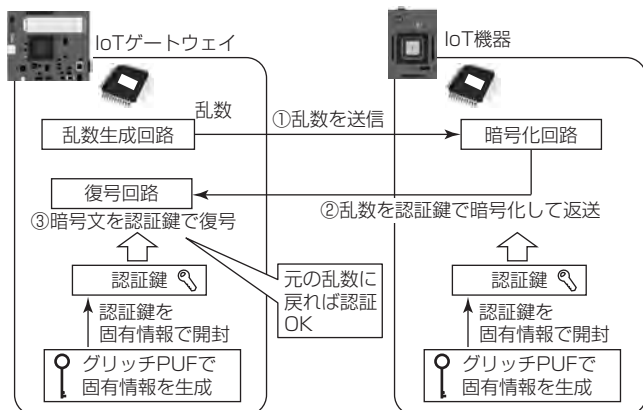 IoTゲートウェイ
IoT機器
乱数
乱数生成回路
①乱数を送信
暗号化回路
復号回路
③暗号文を認証鍵で復号
②乱数を認証鍵で暗号化して返送
認証鍵
元の乱数に
戻れば認証
OK
認証鍵
認証鍵を
固有情報で開封
認証鍵を
固有情報で開封
グリッチPUFで
固有情報を生成
グリッチPUFで
固有情報を生成